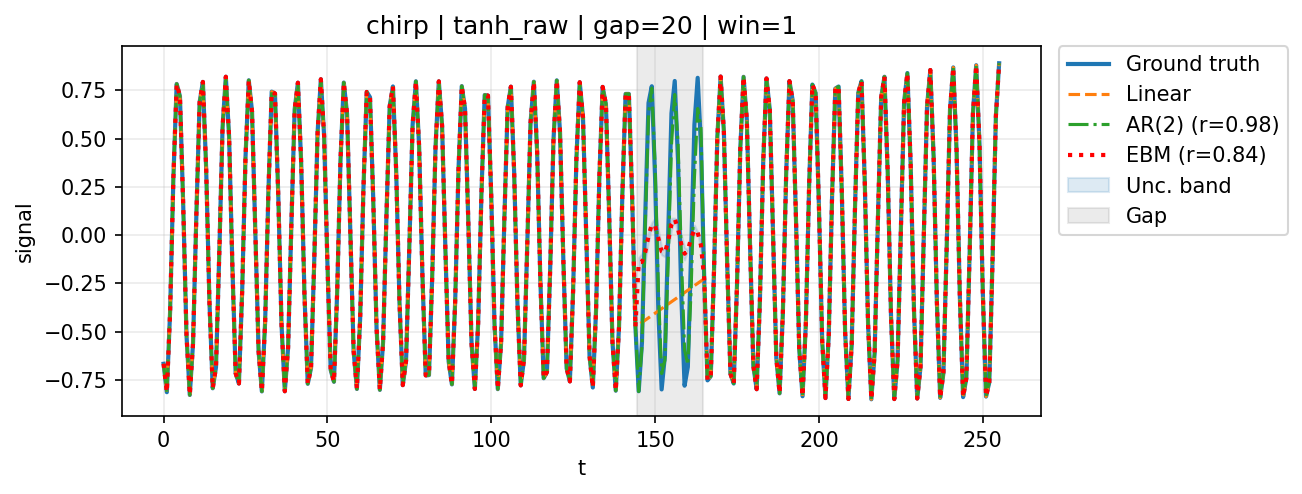 chirp | tanh_raw | gap=20 | win=1
signal
0.75
0.50
0.25
0.00
−0.25
−0.50
−0.75
0
50
100
150
200
250
t
Ground truth
Linear
AR(2) (r=0.98)
EBM (r=0.84)
Unc. band
Gap